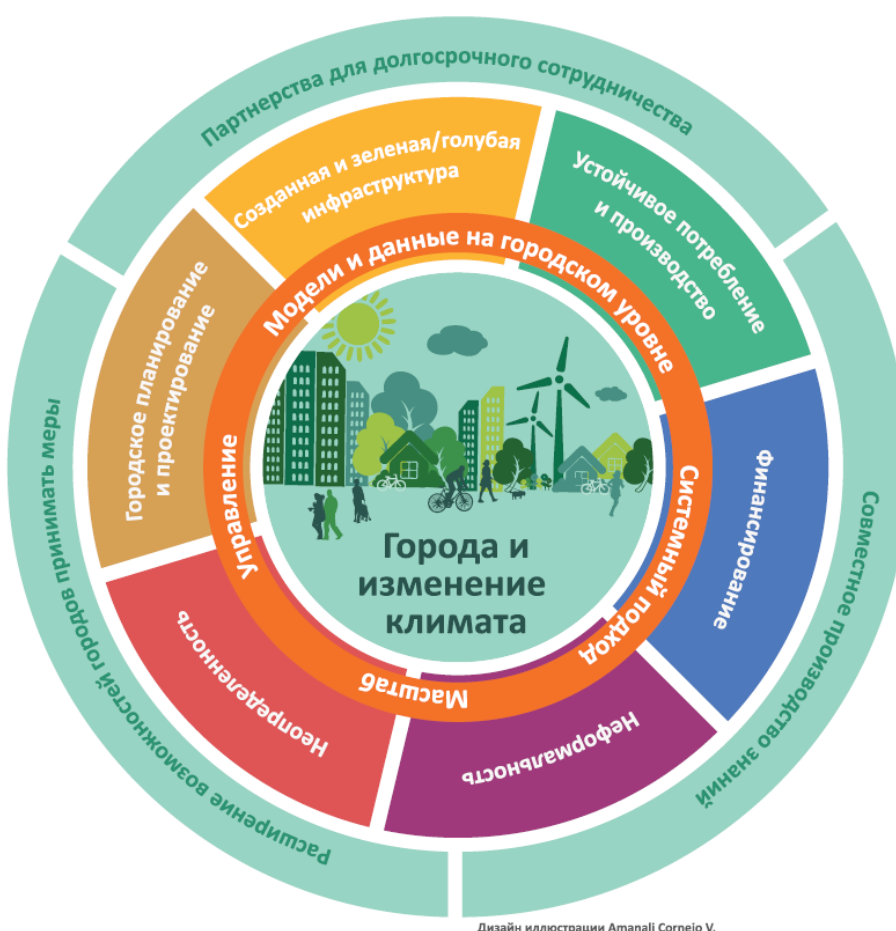 Партнерства для долгосрочного сотрудничества
Созданная и зеленая/голубая
инфраструктура
Устойчивое потребление
и производство
Городское планирование
и проектирование
Модели и данные на городском уровне
Финансирование
Системный подход
Совместное производство знаний
Управление
Масштаб
Неопределенность
Неформальность
Расширение возможностей городов принимать меры
Города и
изменение
климата
Дизайн иллюстрации Amanali Cornejo V.